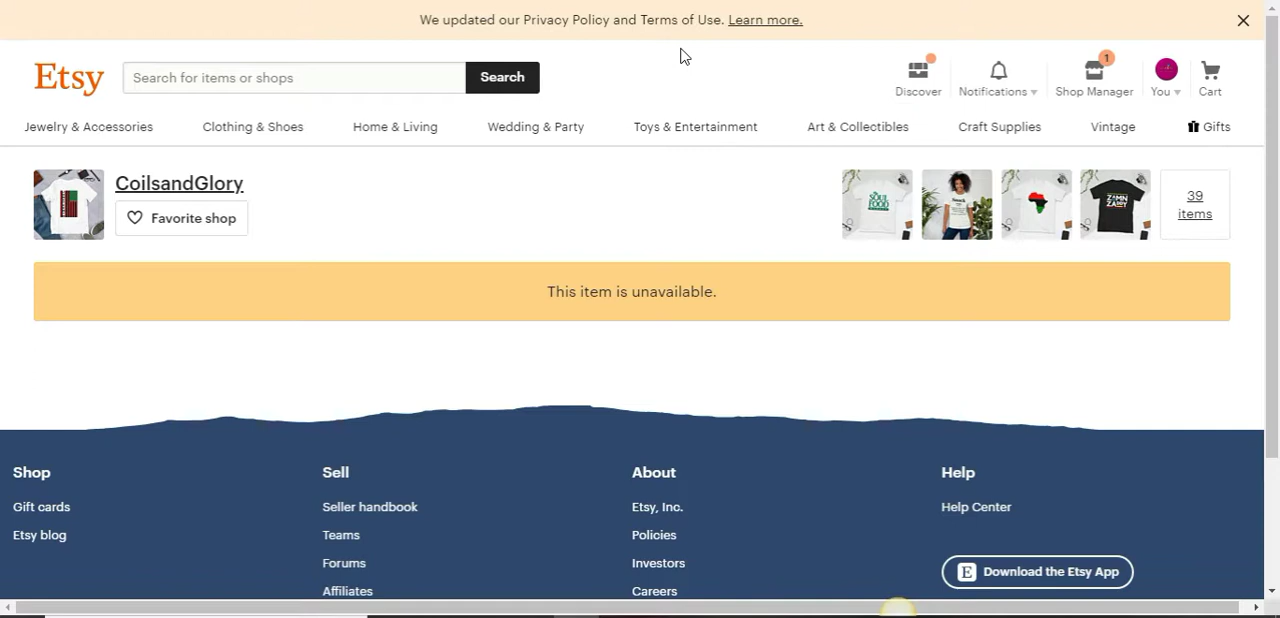 We updated our Privacy Policy and Terms of Use. Learn more.
Etsy
Search for items or shops
Search
Discover
Notifications
1
Shop Manager
You
Cart
Jewelry & Accessories
Clothing & Shoes
Home & Living
Wedding & Party
Toys & Entertainment
Art & Collectibles
Craft Supplies
Vintage
Gifts
CoilsandGlory
Favorite shop
SOUL
FOOD
39
items
This item is unavailable.
Shop
Gift cards
Etsy blog
Sell
Seller handbook
Teams
Forums
Affiliates
About
Etsy, Inc.
Policies
Investors
Careers
Help
Help Center
E Download the Etsy App